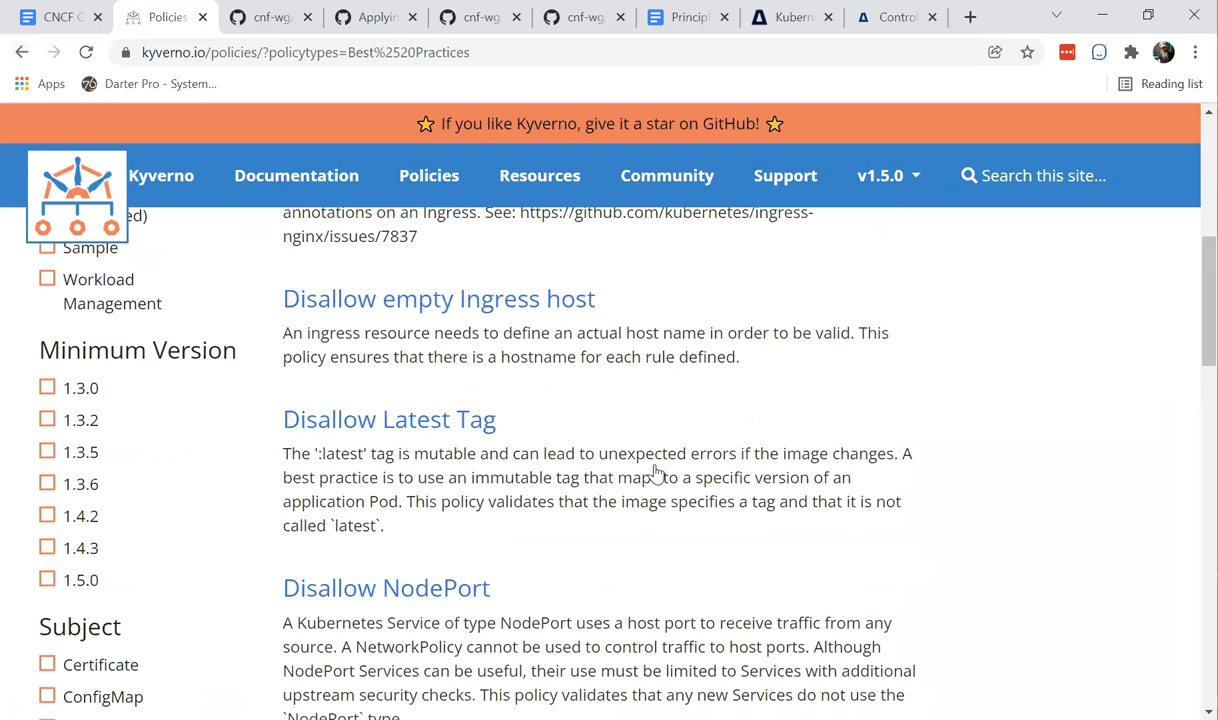 CNCF C
Policies
cnf-wg/
Applyin
cnf-wg
cnf-wg
Princip
Kubern
Control
kyverno.io/policies/?policytypes=Best%2520Practices
Apps
Darter Pro - System...
Reading list
If you like Kyverno, give it a star on GitHub!
Kyverno
Documentation
Policies
Resources
Community
Support
v1.5.0
Search this site...
ed)
Sample
Workload
Management
Minimum Version
1.3.0
1.3.2
1.3.5
1.3.6
1.4.2
1.4.3
1.5.0
Subject
Certificate
ConfigMap
annotations on an Ingress. See: https://github.com/kubernetes/ingress-
nginx/issues/7837
Disallow empty Ingress host
An ingress resource needs to define an actual host name in order to be valid. This
policy ensures that there is a hostname for each rule defined.
Disallow Latest Tag
The ':latest' tag is mutable and can lead to unexpected errors if the image changes. A
best practice is to use an immutable tag that maps to a specific version of an
application Pod. This policy validates that the image specifies a tag and that it is not
called `latest`.
Disallow NodePort
A Kubernetes Service of type NodePort uses a host port to receive traffic from any
source. A NetworkPolicy cannot be used to control traffic to host ports. Although
NodePort Services can be useful, their use must be limited to Services with additional
upstream security checks. This policy validates that any new Services do not use the
`NodePort` type.